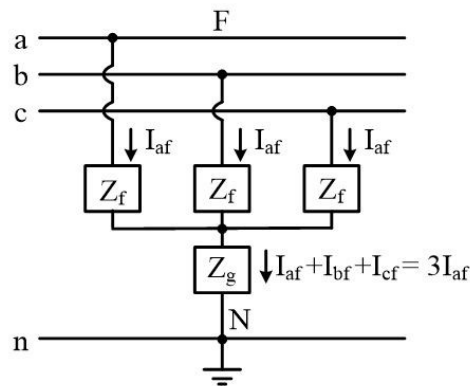 F
a
b
c
I_af I_af I_af
Z_f Z_f Z_f
Z_g I_af+I_bf+I_cf= 3I_af
N
n